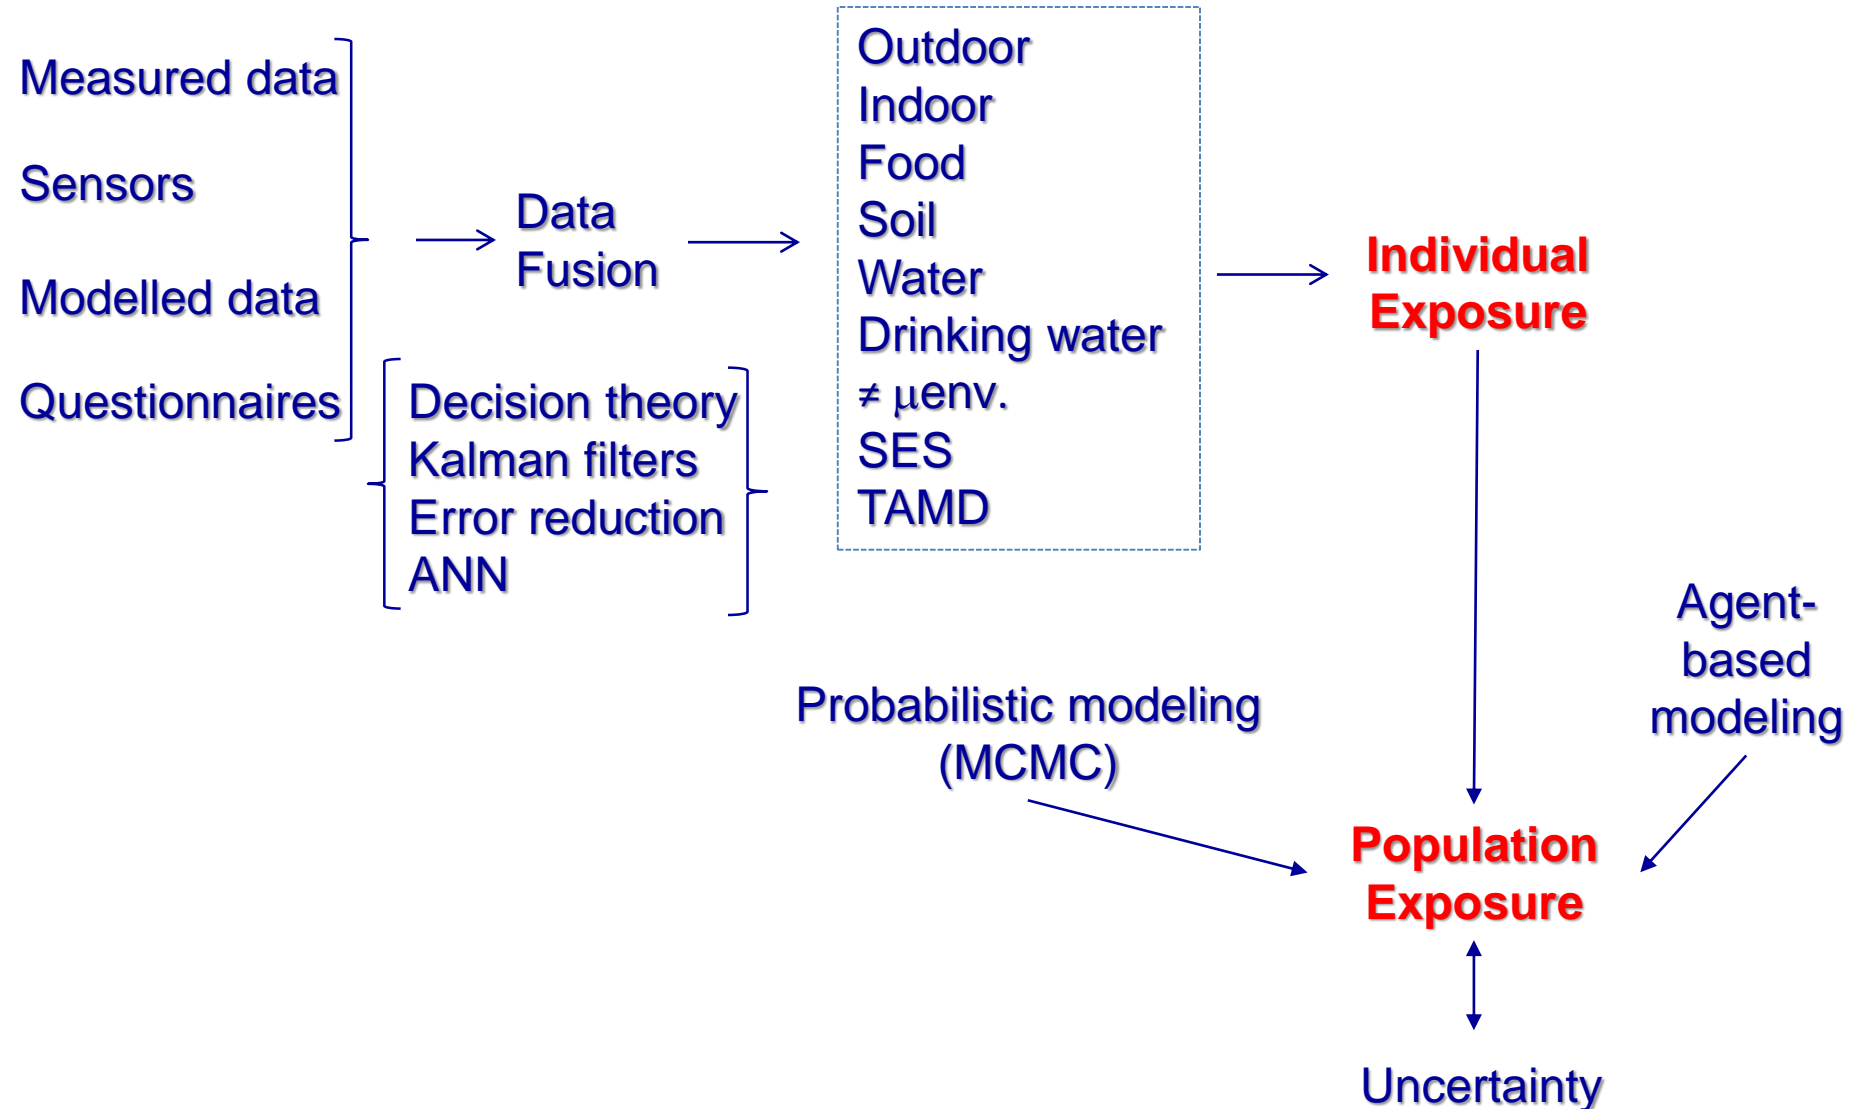 Measured data
Sensors
Modelled data
Questionnaires
Data
Fusion
Decision theory
Kalman filters
Error reduction
ANN
Outdoor
Indoor
Food
Soil
Water
Drinking water
≠ μenv.
SES
TAMD
Individual
Exposure
Probabilistic modeling
(MCMC)
Agent-
based
modeling
Population
Exposure
Uncertainty